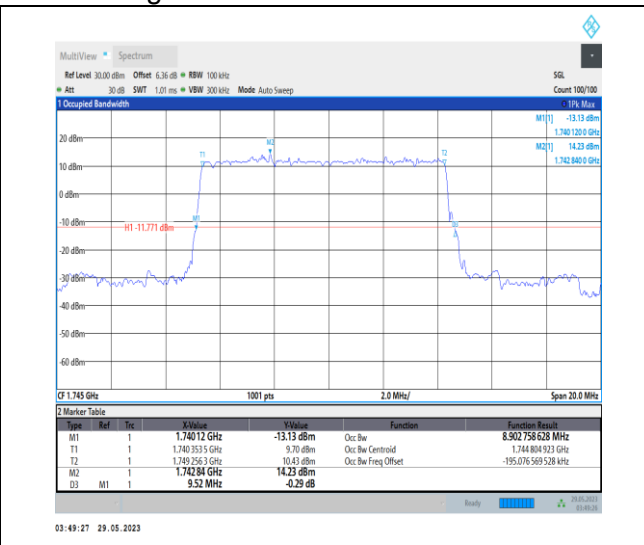 MultiView Spectrum
Ref Level 30.00 dBm Offset 6.36 dB RBW 100 kHz SGL
Att 30 dB SWT 1.01 ms VBW 300 kHz Mode Auto Sweep Count 100/100
1 Occupied Bandwidth 1Pk Max
M1[1] -13.13 dBm
1.740 120 0 GHz
M2[1] 14.23 dBm
1.742 840 0 GHz
20 dBm
M2
T1
T2
10 dBm
0 dBm
-10 dBm
M1
H1 -11.771 dBm
-20 dBm
-30 dBm
-40 dBm
-50 dBm
-60 dBm
CF 1.745 GHz 1001 pts 2.0 MHz/ Span 20.0 MHz
2 Marker Table
Type Ref Trc X-Value Y-Value Function Function Result
M1 1 1.740 12 GHz -13.13 dBm Occ Bw 8.902 758 628 MHz
T1 1 1.740 353 5 GHz 9.70 dBm Occ Bw Centroid 1.744 804 923 GHz
T2 1 1.749 256 3 GHz 10.43 dBm Occ Bw Freq Offset -195.076 569 528 kHz
M2 1 1.742 84 GHz 14.23 dBm
D3 M1 1 9.52 MHz -0.29 dB
Ready 29.05.2023
03:49:26
03:49:27 29.05.2023